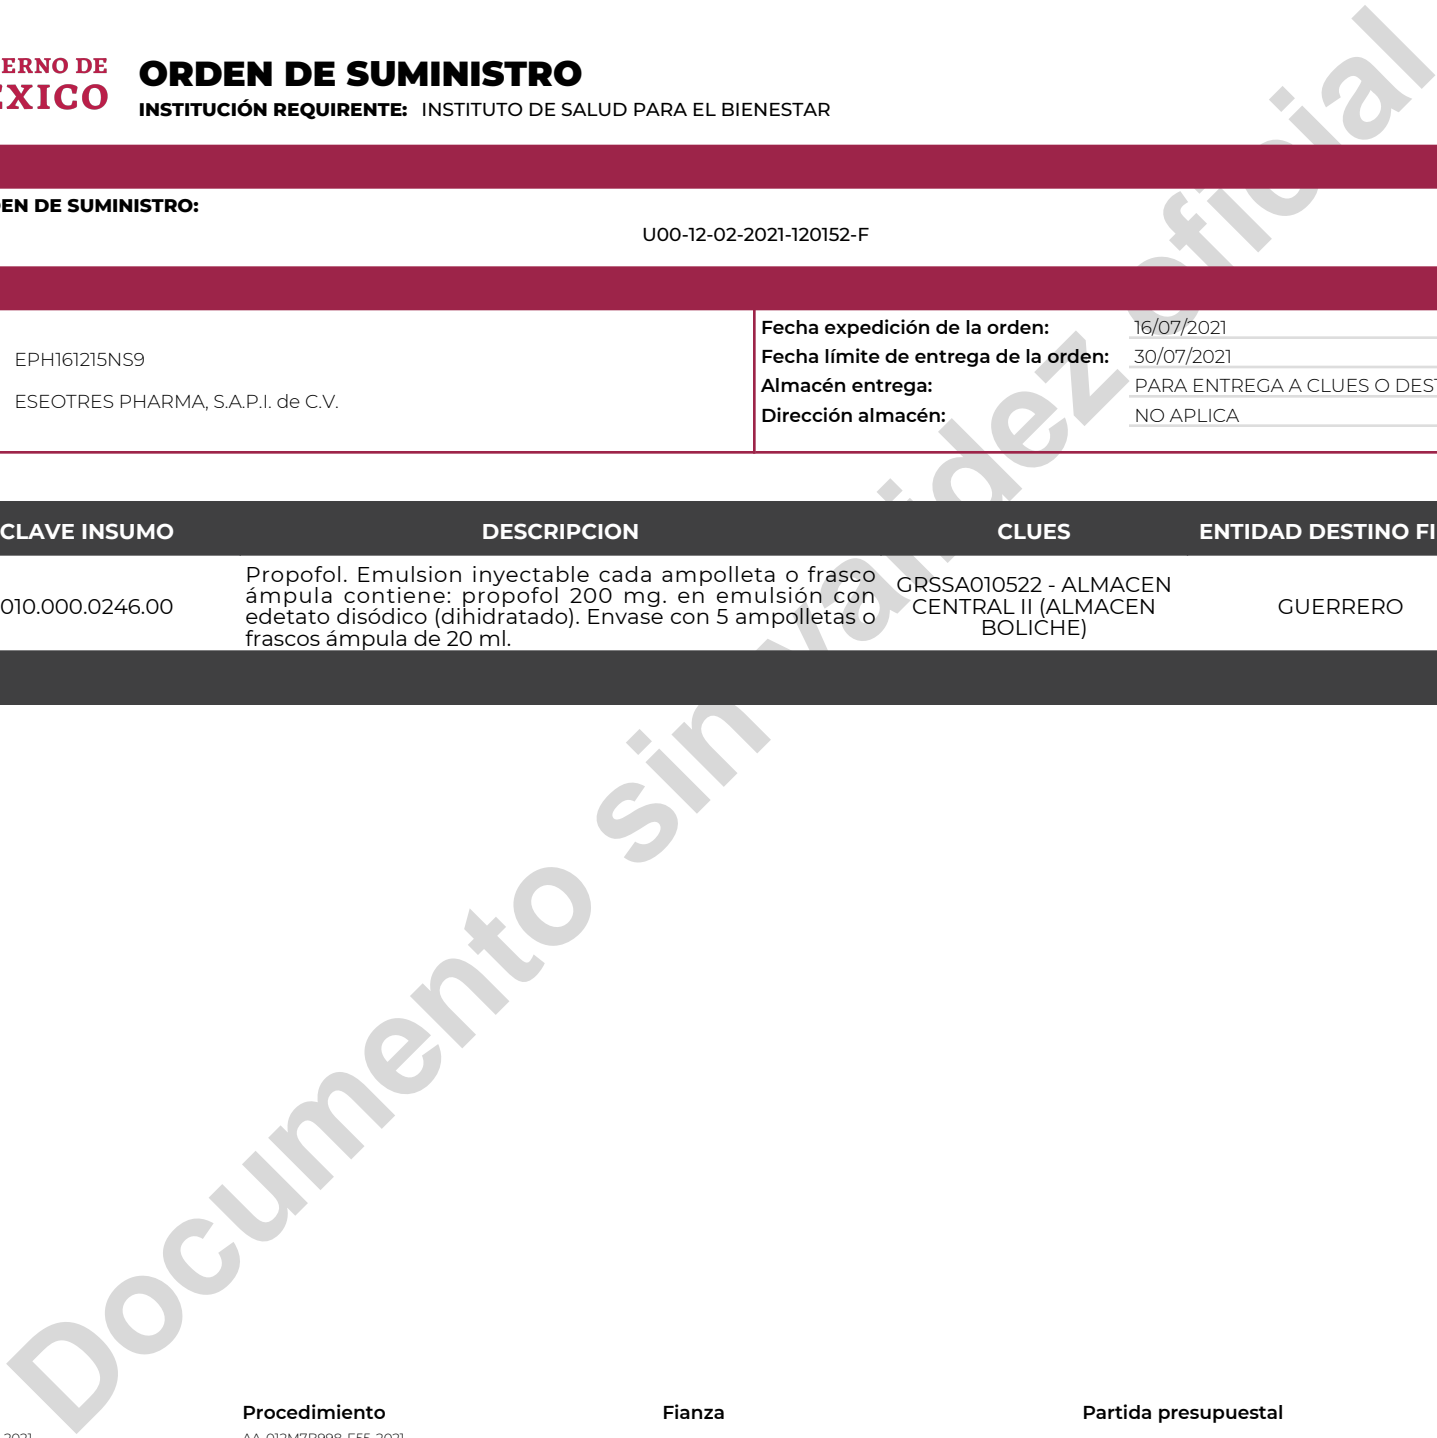 ERNO DE
EXICO
ORDEN DE SUMINISTRO
INSTITUCIÓN REQUIRENTE: INSTITUTO DE SALUD PARA EL BIENESTAR
EN DE SUMINISTRO:
U00-12-02-2021-120152-F
EPH161215NS9
ESEOTRES PHARMA, S.A.P.I. de C.V.
Fecha expedición de la orden: 16/07/2021
Fecha límite de entrega de la orden: 30/07/2021
Almacén entrega: PARA ENTREGA A CLUES O DEST
Dirección almacén: NO APLICA
CLAVE INSUMO DESCRIPCION CLUES ENTIDAD DESTINO FI
010.000.0246.00
Propofol. Emulsion inyectable cada ampolleta o frasco
ámpula contiene: propofol 200 mg. en emulsión con
edetato disódico (dihidratado). Envase con 5 ampolletas o
frascos ámpula de 20 ml.
GRSSA010522 - ALMACEN
CENTRAL II (ALMACEN
BOLICHE)
GUERRERO
Documento sin validez oficial
Procedimiento Fianza Partida presupuestal